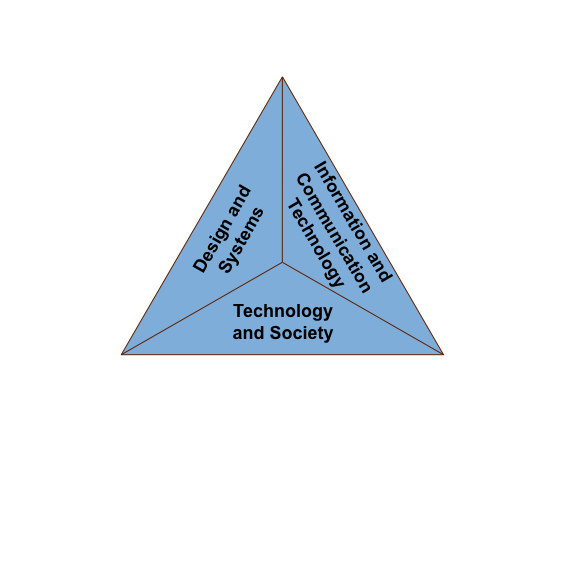 Design and
Systems
Information and
Communication
Technology
Technology
and Society